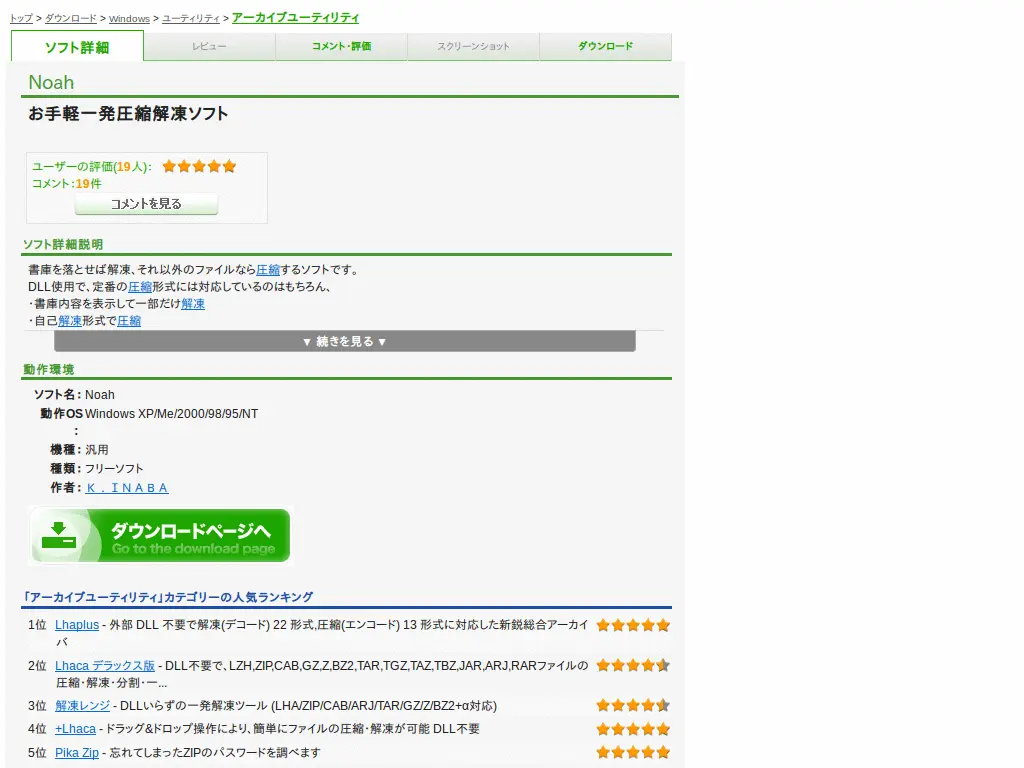 トップ > ダウンロード > Windows > ユーティリティ > アーカイブユーティリティ
ソフト詳細 レビュー コメント・評価 スクリーンショット ダウンロード
Noah
お手軽一発圧縮解凍ソフト
ユーザーの評価(19人)：
コメント：19件
コメントを見る
ソフト詳細説明
書庫を落とせば解凍、それ以外のファイルなら圧縮するソフトです。
DLL使用で、定番の圧縮形式には対応しているのはもちろん、
・書庫内容を表示して一部だけ解凍
・自己解凍形式で圧縮
▼ 続きを見る ▼
動作環境
ソフト名： Noah
動作OS Windows XP/Me/2000/98/95/NT
：
機種： 汎用
種類： フリーソフト
作者： Ｋ．ＩＮＡＢＡ
ダウンロードページへ
Go to the download page
「アーカイブユーティリティ」カテゴリーの人気ランキング
1位 Lhaplus - 外部 DLL 不要で解凍(デコード) 22 形式,圧縮(エンコード) 13 形式に対応した新鋭総合アーカイ
バ
2位 Lhaca デラックス版 - DLL不要で、LZH,ZIP,CAB,GZ,Z,BZ2,TAR,TGZ,TAZ,TBZ,JAR,ARJ,RARファイルの
圧縮・解凍・分割・一...
3位 解凍レンジ - DLLいらずの一発解凍ツール (LHA/ZIP/CAB/ARJ/TAR/GZ/Z/BZ2+α対応)
4位 +Lhaca - ドラッグ&ドロップ操作により、簡単にファイルの圧縮・解凍が可能 DLL不要
5位 Pika Zip - 忘れてしまったZIPのパスワードを調べます